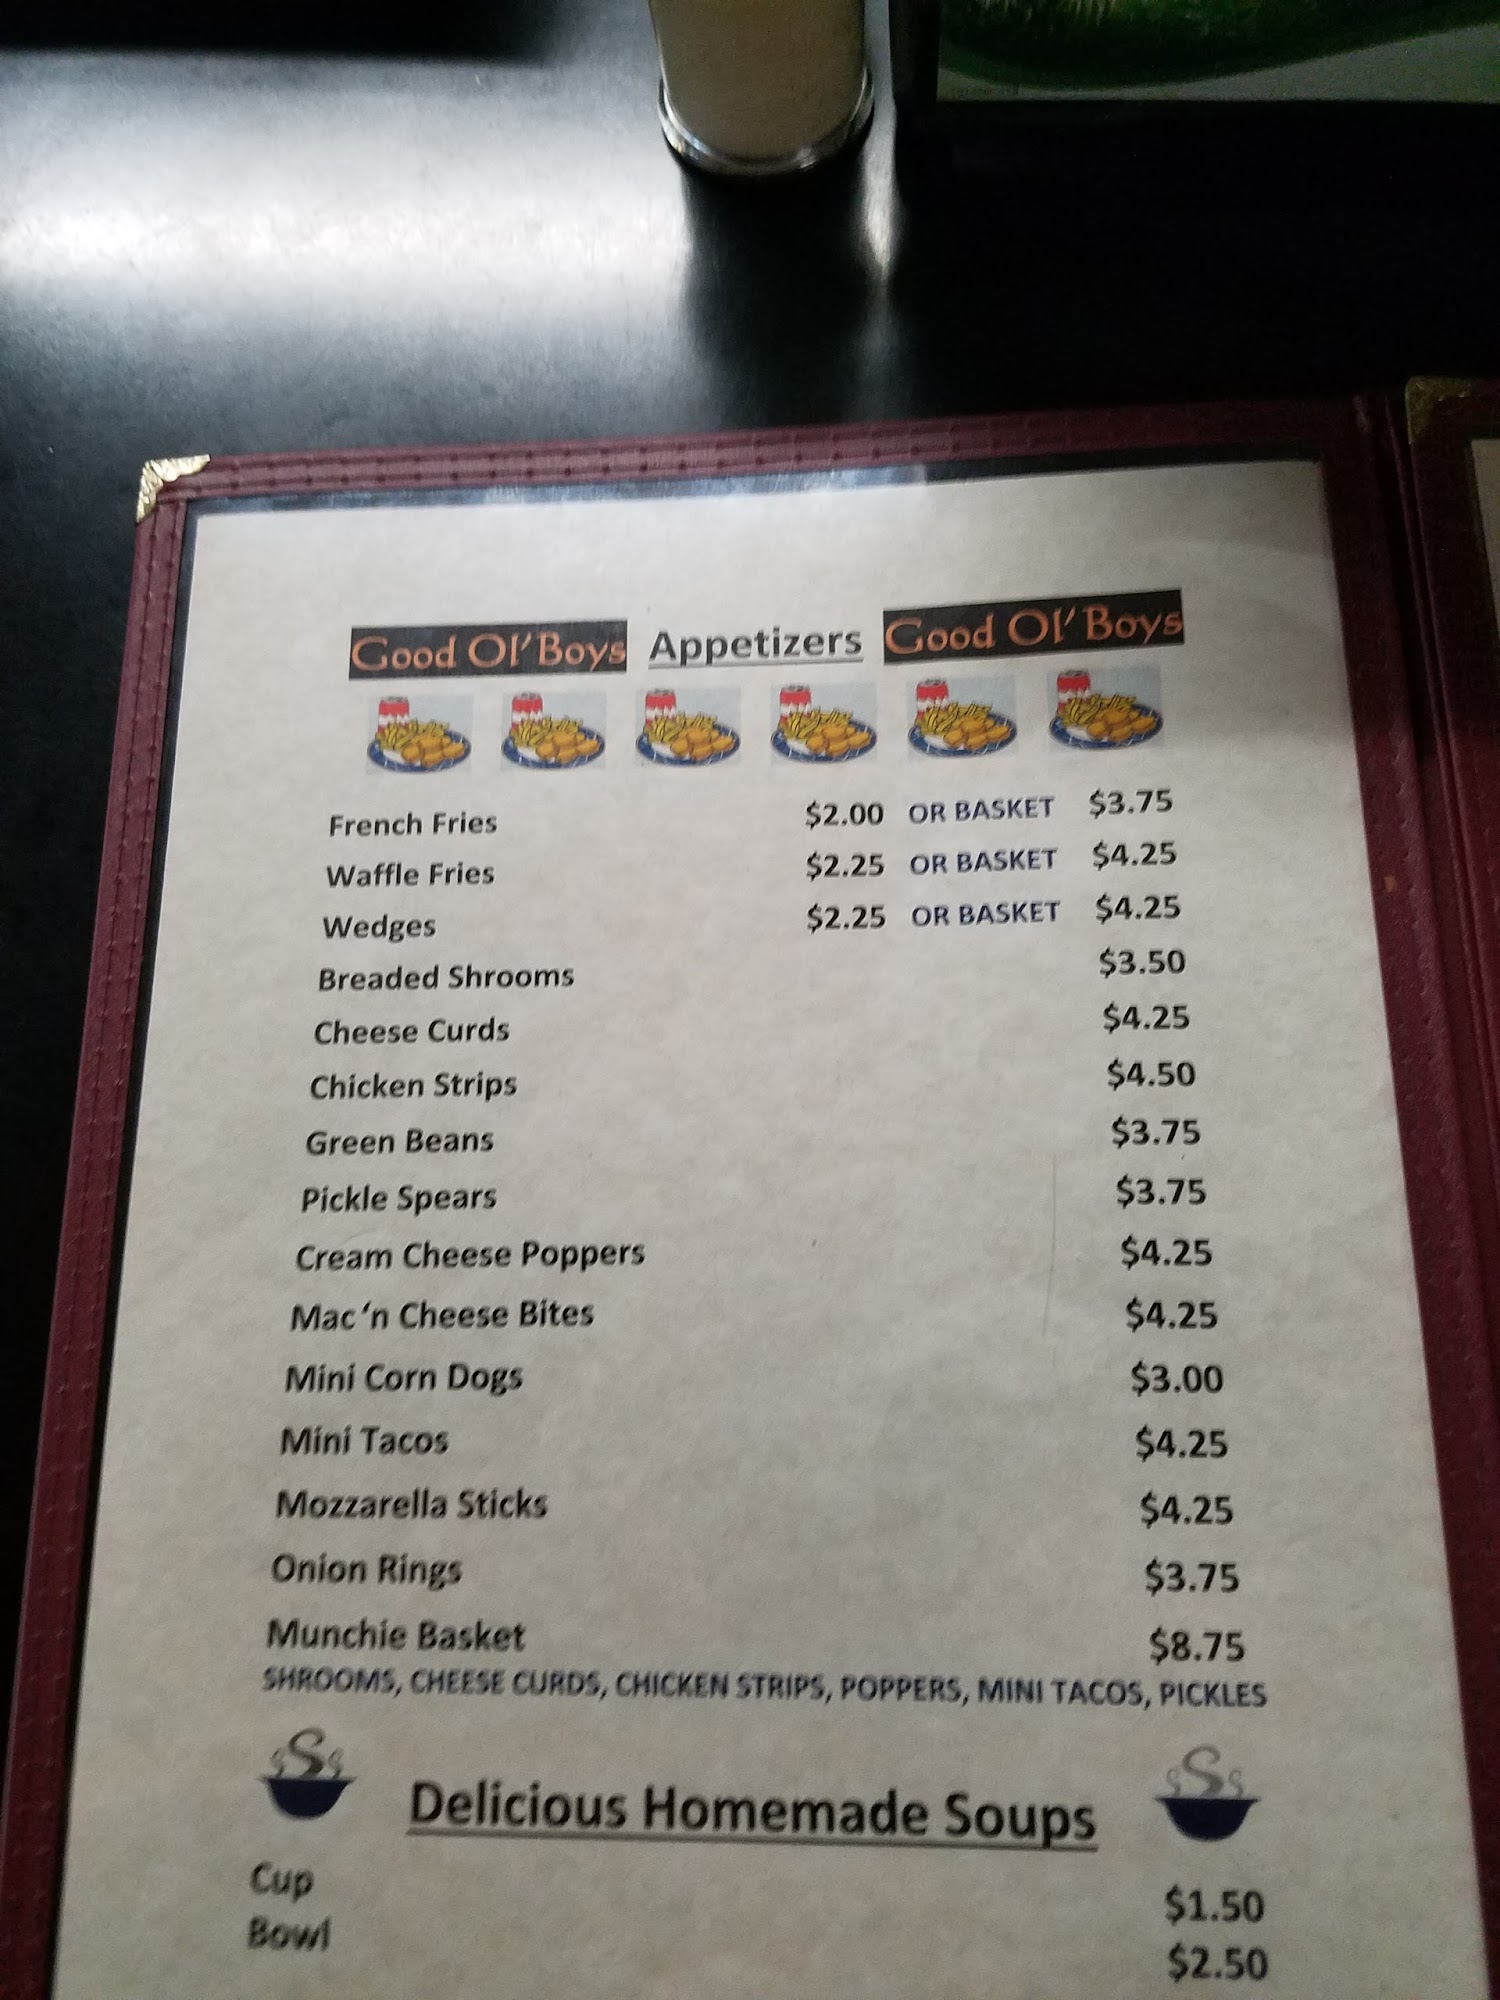 Good Ol' Boys Appetizers Good Ol' Boys
French Fries $2.00 OR BASKET $3.75
Waffle Fries $2.25 OR BASKET $4.25
Wedges $2.25 OR BASKET $4.25
Breaded Shrooms $3.50
Cheese Curds $4.25
Chicken Strips $4.50
Green Beans $3.75
Pickle Spears $3.75
Cream Cheese Poppers $4.25
Mac 'n Cheese Bites $4.25
Mini Corn Dogs $3.00
Mini Tacos $4.25
Mozzarella Sticks $4.25
Onion Rings $3.75
Munchie Basket $8.75
SHROOMS, CHEESE CURDS, CHICKEN STRIPS, POPPERS, MINI TACOS, PICKLES
Delicious Homemade Soups
Cup $1.50
Bowl $2.50